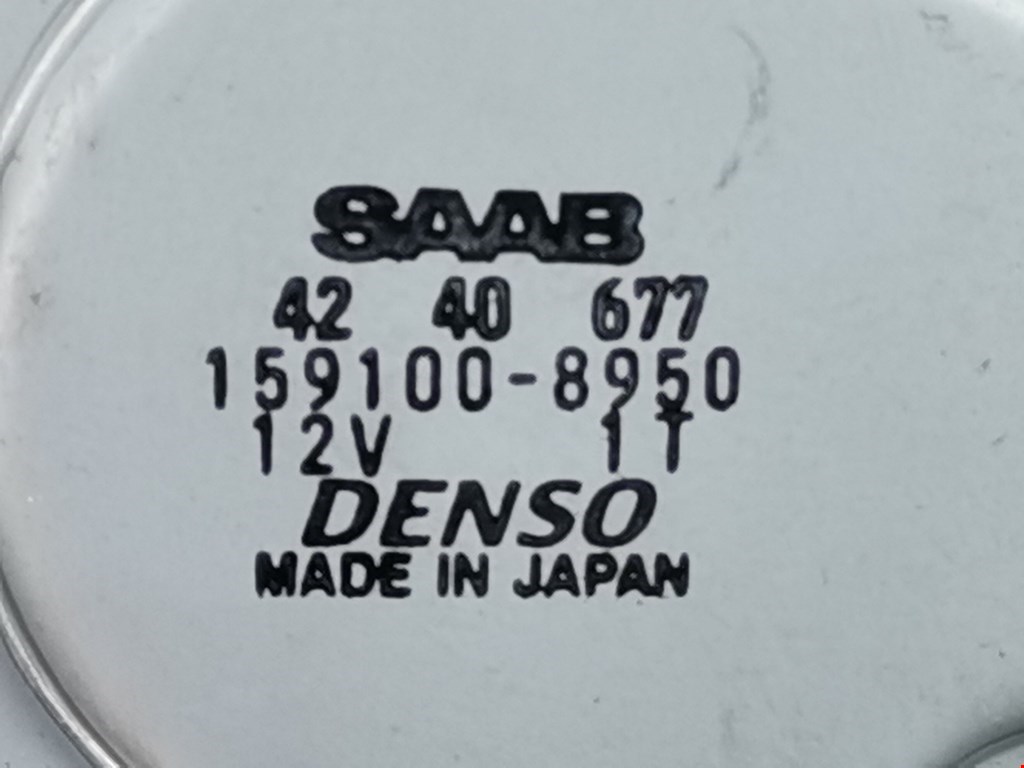 SAAB
42 40 677
159100-8950
12V 1T
DENSO
MADE IN JAPAN